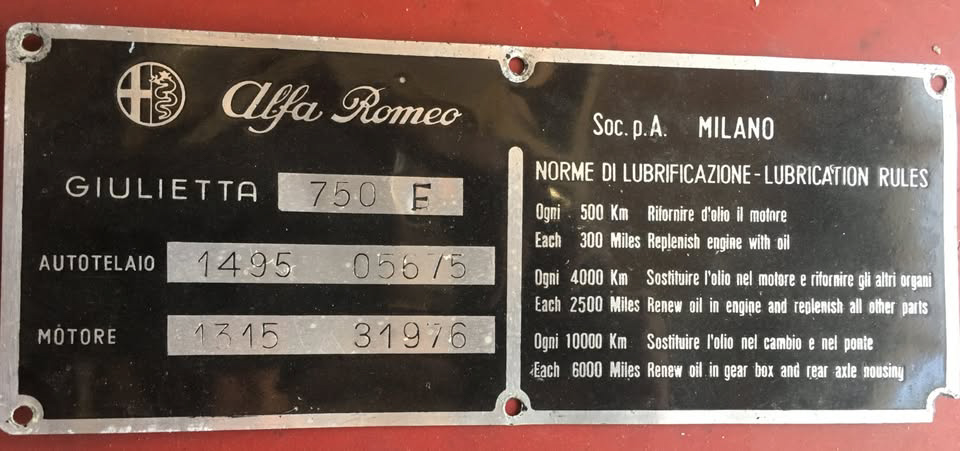 Alfa Romeo
GIULIETTA 750 E
AUTOTELAIO 1495 05675
MOTORE 1315 31976
Soc. p. A. MILANO
NORME DI LUBRIFICAZIONE - LUBRICATION RULES
Ogni 500 Km Rifornire d'olio il motore
Each 300 Miles Replenish engine with oil
Ogni 4000 Km Sostituire l'olio nel motore e rifornire gli altri organi
Each 2500 Miles Renew oil in engine and replenish all other parts
Ogni 10000 Km Sostituire l'olio nel cambio e nel ponte
Each 6000 Miles Renew oil in gear box and rear axle housing